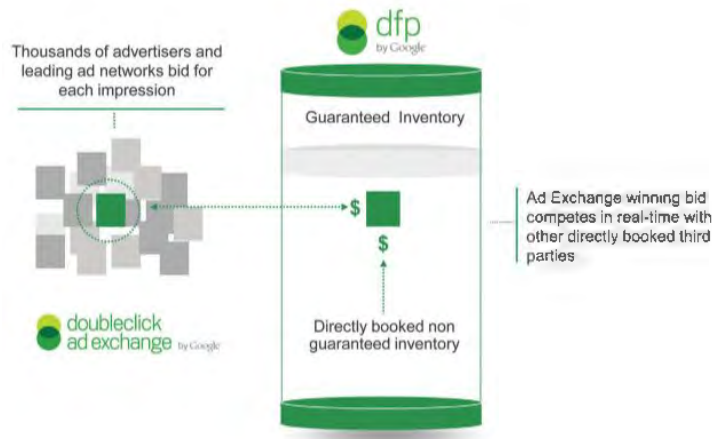 dfp
by Google
Thousands of advertisers and
leading ad networks bid for
each impression
Guaranteed Inventory
$
$
Ad Exchange winning bid
competes in real-time with
other directly booked third
parties
Directly booked non
guaranteed inventory
doubleclick
ad exchange by Google